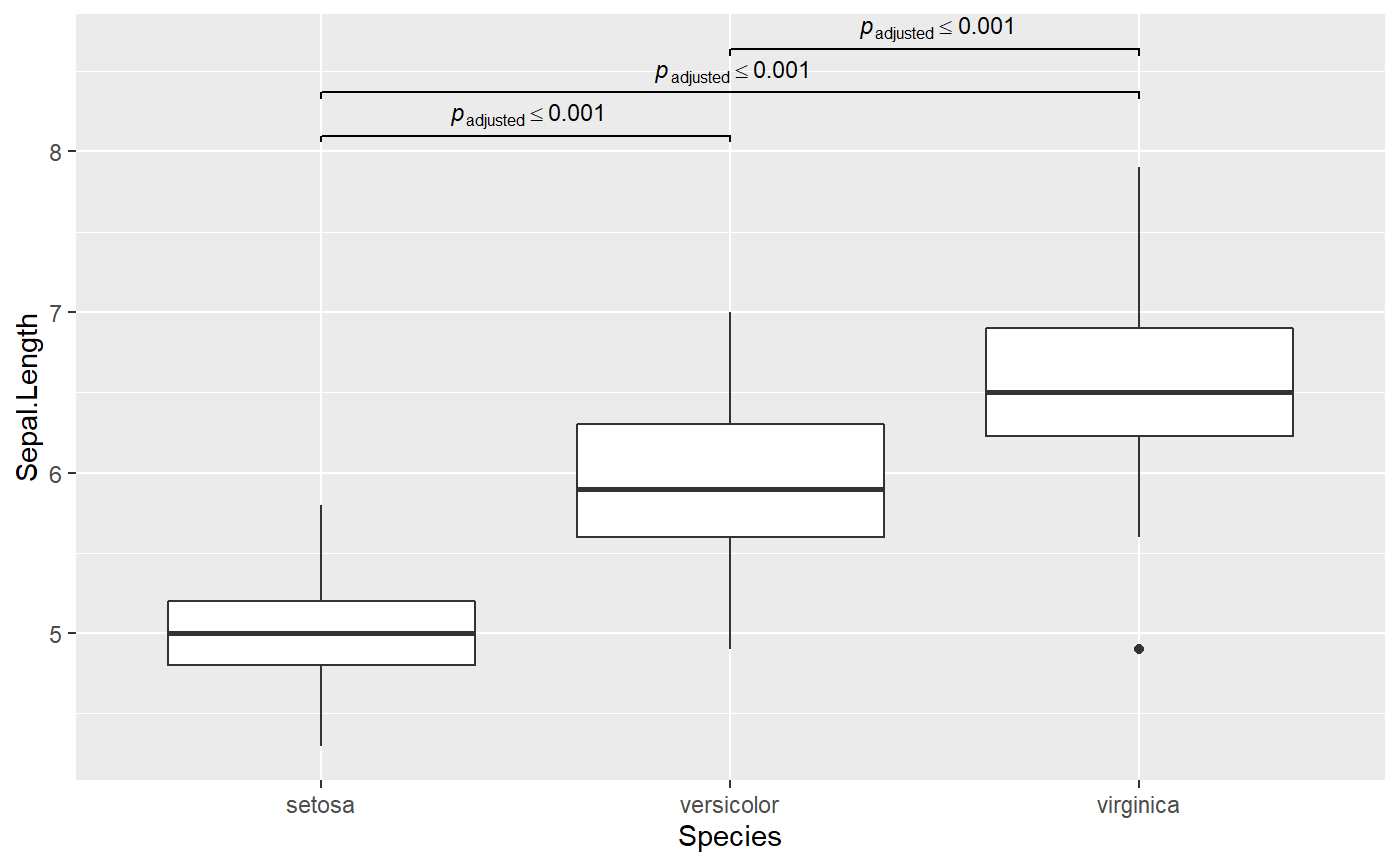 p adjusted ≤ 0.001
p adjusted ≤ 0.001
p adjusted ≤ 0.001
8
7
6
5
Sepal.Length
setosa versicolor virginica
Species